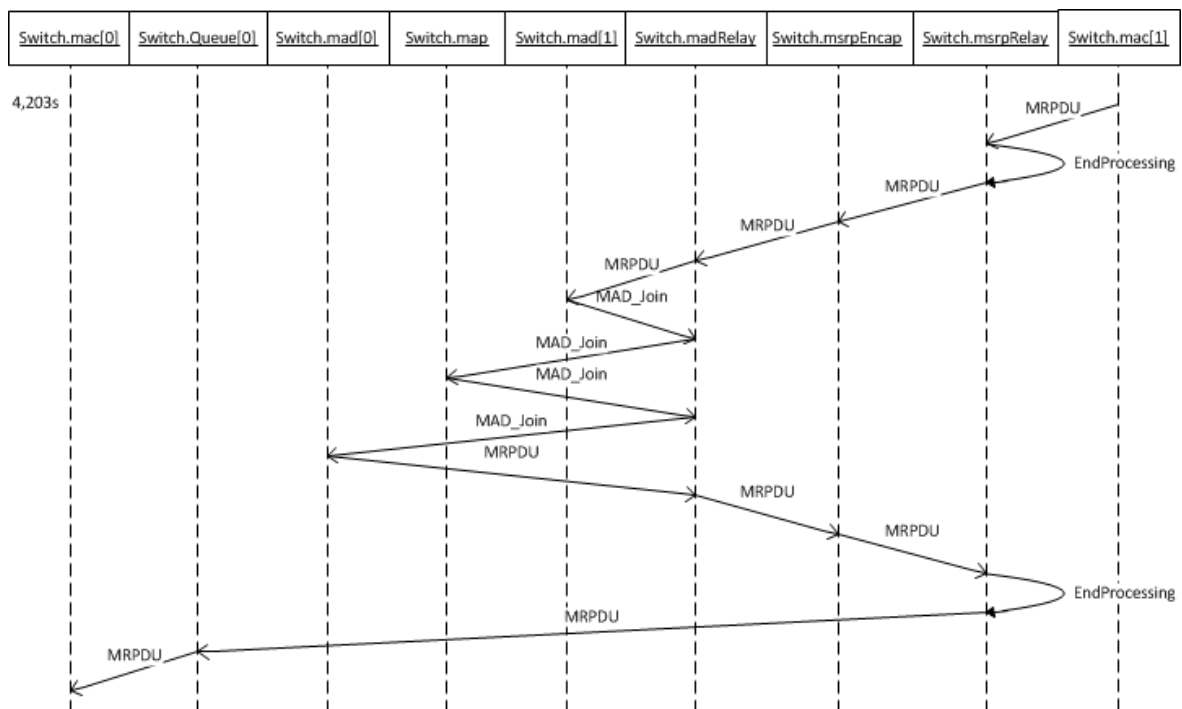 Switch.mac[0] Switch.Queue[0] Switch.mad[0] Switch.map Switch.mad[1] Switch.madRelay Switch.msrpEncap Switch.msrpRelay Switch.mac[1]
4,203s
MRPDU
EndProcessing
MRPDU
MRPDU
MRPDU
MAD_Join
MAD_Join
MAD_Join
MAD_Join
MRPDU
MRPDU
MRPDU
EndProcessing
MRPDU
MRPDU